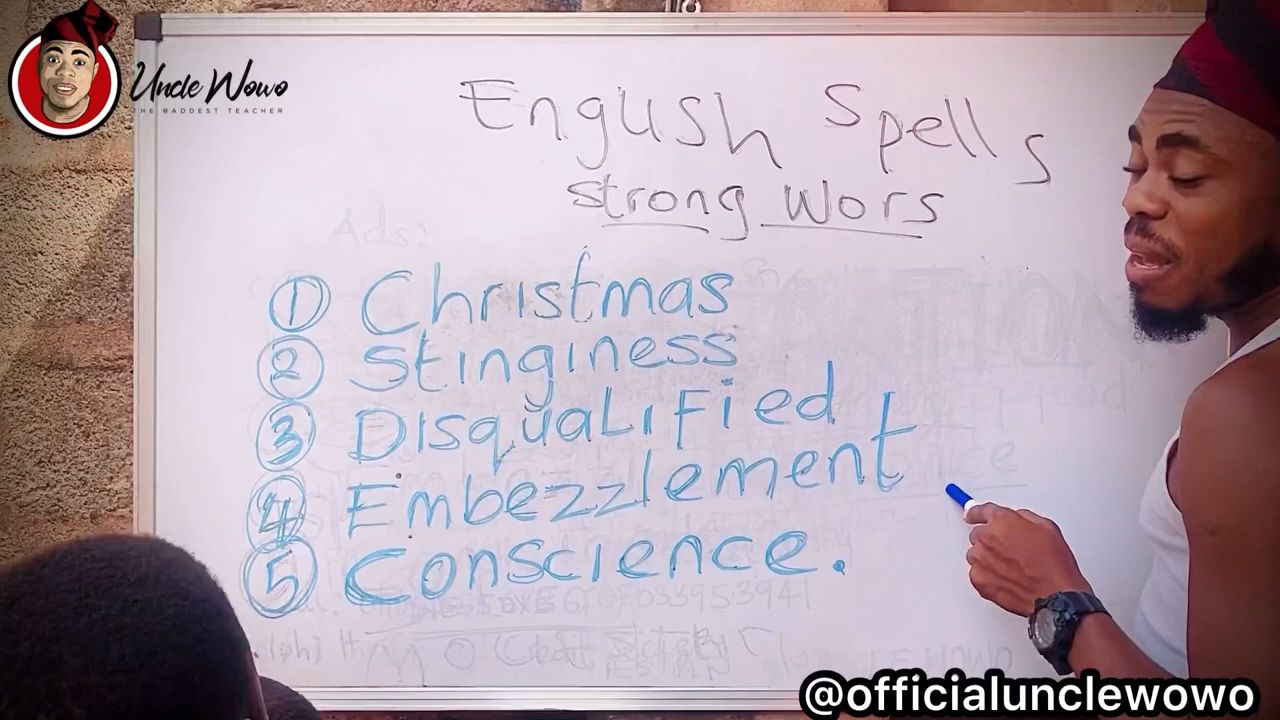 Uncle Wowo
THE BADDEST TEACHER
English Spells
strong Wors
Ads:
1 Christmas
2 Stinginess
3 Disqualified
4 Embezzlement
5 Conscience.
@officialunclewowo